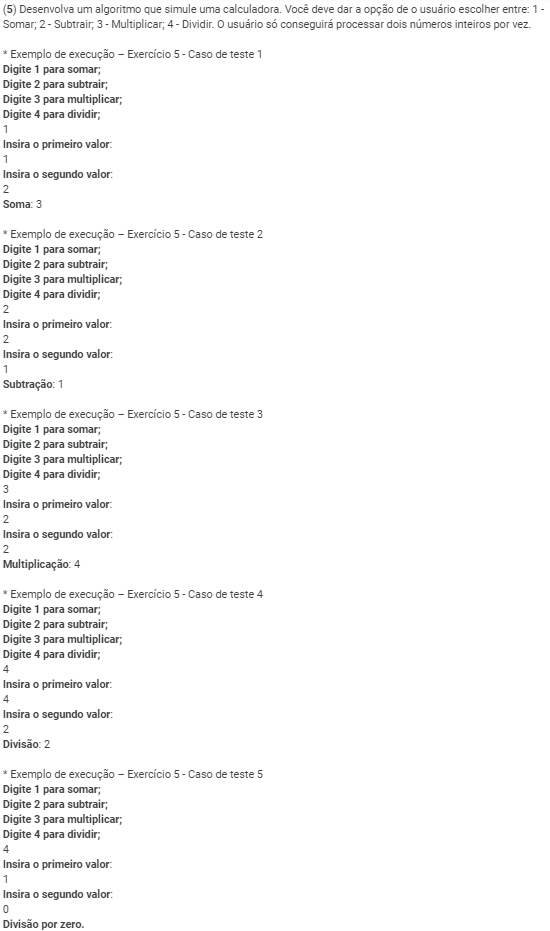 (5) Desenvolva um algoritmo que simule uma calculadora. Você deve dar a opção de o usuário escolher entre: 1 -
Somar; 2 - Subtrair; 3 - Multiplicar; 4 - Dividir. O usuário só conseguirá processar dois números inteiros por vez.
* Exemplo de execução – Exercício 5 - Caso de teste 1
Digite 1 para somar;
Digite 2 para subtrair;
Digite 3 para multiplicar;
Digite 4 para dividir;
1
Insira o primeiro valor:
1
Insira o segundo valor:
2
Soma: 3
* Exemplo de execução – Exercício 5 - Caso de teste 2
Digite 1 para somar;
Digite 2 para subtrair;
Digite 3 para multiplicar;
Digite 4 para dividir;
2
Insira o primeiro valor:
2
Insira o segundo valor:
1
Subtração: 1
* Exemplo de execução – Exercício 5 - Caso de teste 3
Digite 1 para somar;
Digite 2 para subtrair;
Digite 3 para multiplicar;
Digite 4 para dividir;
3
Insira o primeiro valor:
2
Insira o segundo valor:
2
Multiplicação: 4
* Exemplo de execução – Exercício 5 - Caso de teste 4
Digite 1 para somar;
Digite 2 para subtrair;
Digite 3 para multiplicar;
Digite 4 para dividir;
4
Insira o primeiro valor:
4
Insira o segundo valor:
2
Divisão: 2
* Exemplo de execução – Exercício 5 - Caso de teste 5
Digite 1 para somar;
Digite 2 para subtrair;
Digite 3 para multiplicar;
Digite 4 para dividir;
4
Insira o primeiro valor:
1
Insira o segundo valor:
0
Divisão por zero.